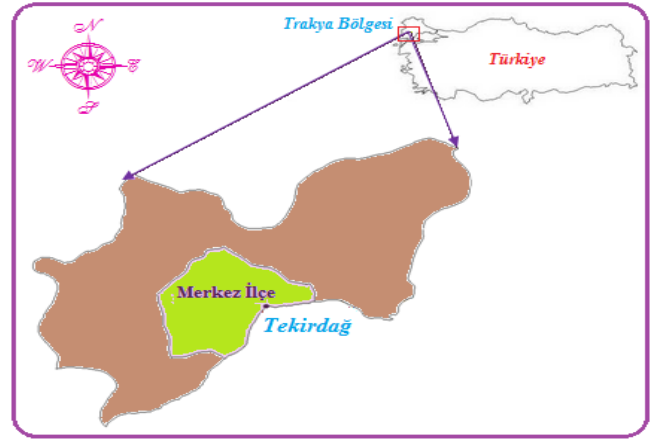 N
W E
S
Trakya Bölgesi
Türkiye
Merkez İlçe
Tekirdağ